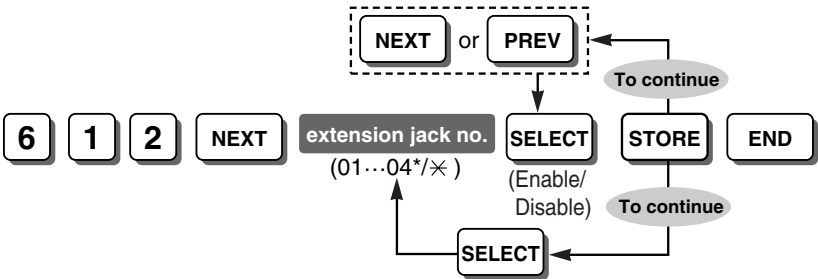 NEXT or PREV
To continue
6 1 2 NEXT extension jack no. SELECT STORE END
(01···04*/✳ )
(Enable/
Disable)
To continue
SELECT